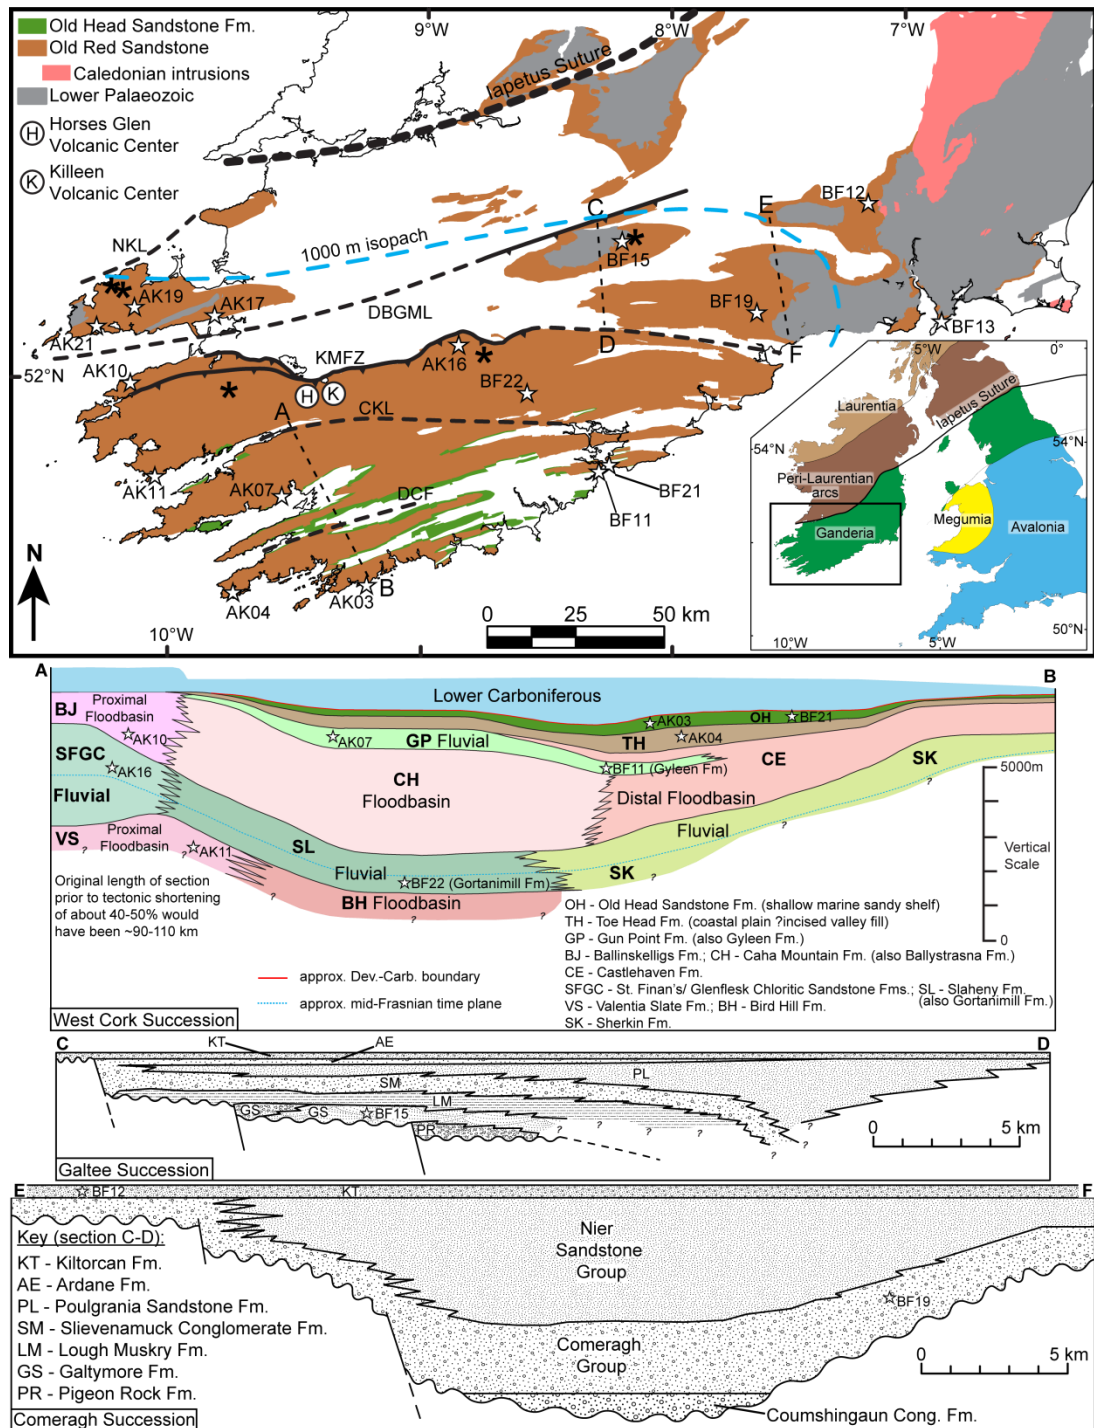 Old Head Sandstone Fm.
Old Red Sandstone
Caledonian intrusions
Lower Palaeozoic
H Horses Glen
Volcanic Center
K Killeen
Volcanic Center
9°W
8°W
7°W
Iapetus Suture
NKL
1000 m isopach
C
E
BF12
BF15
AK19
AK17
DBGML
BF19
AK21
BF13
52°N
AK10
KMFZ
AK16
D
F
H
K
BF22
A
CKL
AK11
AK07
DCF
BF21
BF11
N
AK04
AK03
B
10°W
0 25 50 km
5°W
0°
Laurentia
Iapetus Suture
54°N
54°N
Peri-Laurentian
arcs
Megumia
Ganderia
Avalonia
10°W
5°W
50°N
A
B
Lower Carboniferous
BJ
Proximal
Floodbasin
AK10
SFGC
AK16
Fluvial
VS
Proximal
Floodbasin
AK11
AK07
GP Fluvial
AK03
OH
BF21
TH
AK04
BF11 (Gyleen Fm)
CE
CH
Floodbasin
Distal Floodbasin
SK
Fluvial
SL
Fluvial
BF22 (Gortanimill Fm)
SK
BH Floodbasin
5000m
Vertical
Scale
0
Original length of section
prior to tectonic shortening
of about 40-50% would
have been ~90-110 km
approx. Dev.-Carb. boundary
approx. mid-Frasnian time plane
OH - Old Head Sandstone Fm. (shallow marine sandy shelf)
TH - Toe Head Fm. (coastal plain ?incised valley fill)
GP - Gun Point Fm. (also Gyleen Fm.)
BJ - Ballinskelligs Fm.; CH - Caha Mountain Fm. (also Ballystrasna Fm.)
CE - Castlehaven Fm.
SFGC - St. Finan's/ Glenflesk Chloritic Sandstone Fms.; SL - Slaheny Fm.
(also Gortanimill Fm.)
VS - Valentia Slate Fm.; BH - Bird Hill Fm.
SK - Sherkin Fm.
West Cork Succession
C
KT
AE
D
PL
SM
LM
GS
GS
BF15
PR
0 5 km
Galtee Succession
E
BF12
KT
F
Key (section C-D):
KT - Kiltorcan Fm.
AE - Ardane Fm.
PL - Poulgrania Sandstone Fm.
SM - Slievenamuck Conglomerate Fm.
LM - Lough Muskry Fm.
GS - Galtymore Fm.
PR - Pigeon Rock Fm.
Nier
Sandstone
Group
BF19
Comeragh
Group
0 5 km
Coumshingaun Cong. Fm.
Comeragh Succession